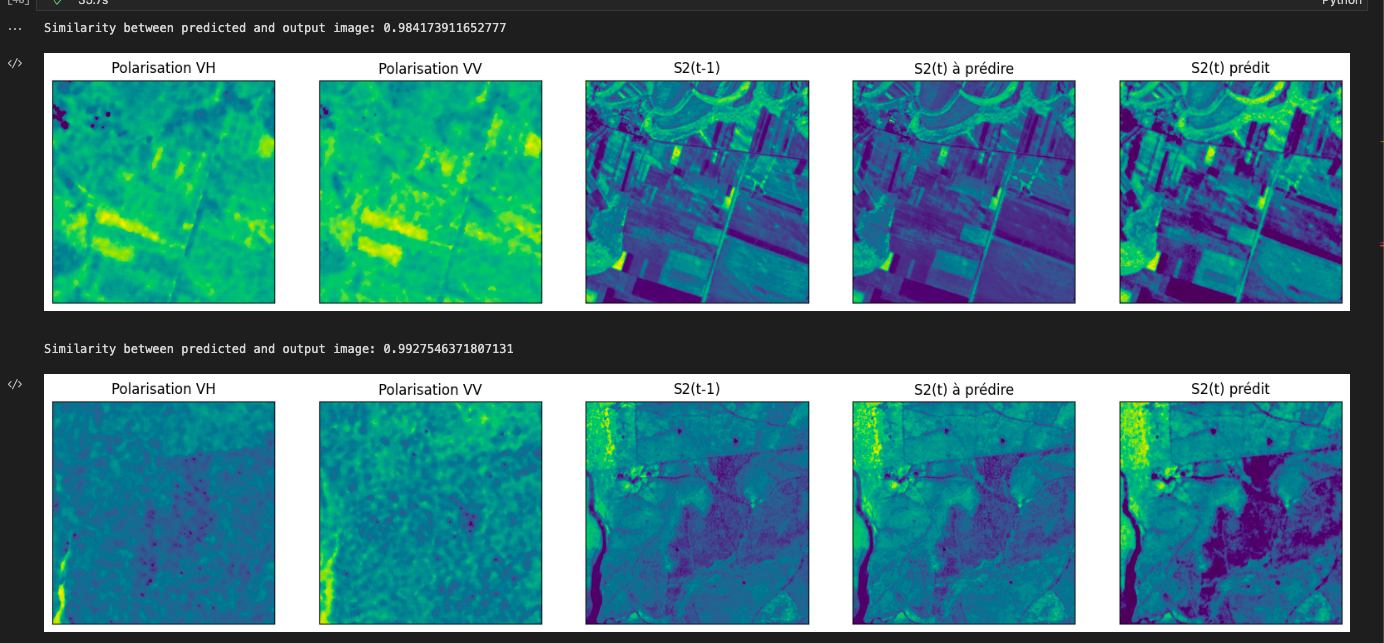 Python
Similarity between predicted and output image: 0.984173911652777
Polarisation VH Polarisation VV S2(t-1) S2(t) à prédire S2(t) prédit
Similarity between predicted and output image: 0.9927546371807131
Polarisation VH Polarisation VV S2(t-1) S2(t) à prédire S2(t) prédit